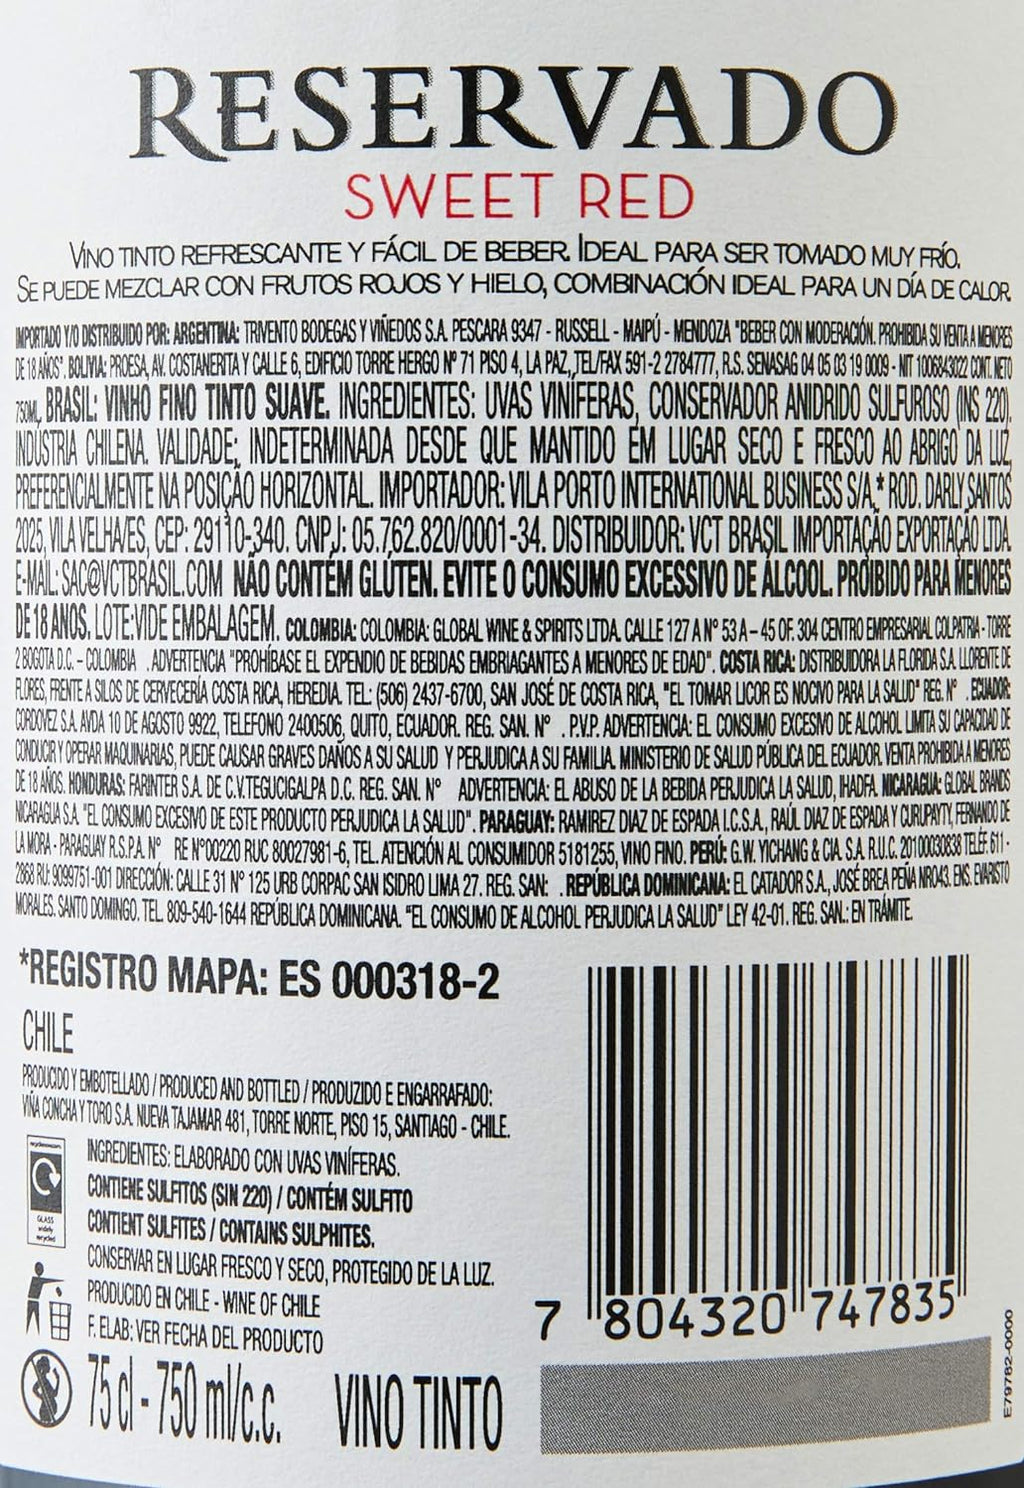 RESERVADO
SWEET RED
VINO TINTO REFRESCANTE Y FÁCIL DE BEBER. IDEAL PARA SER TOMADO MUY FRÍO.
SE PUEDE MEZCLAR CON FRUTOS ROJOS Y HIELO, COMBINACIÓN IDEAL PARA UN DÍA DE CALOR.
IMPORTADO Y/O DISTRIBUIDO POR: ARGENTINA: TRIVENTO BODEGAS Y VIÑEDOS S.A. PESCARA 9347 - RUSSELL - MAIPÚ - MENDOZA "BEBER CON MODERACIÓN. PROHIBIDA SU VENTA A MENORES
DE 18 AÑOS". BOLIVIA: PROESA, AV. COSTANERITA Y CALLE 6, EDIFICIO TORRE HERGO Nº 71 PISO 4, LA PAZ, TEL/FAX 591-2 2784777, R.S. SENASAG 04 05 03 19 0009 - NIT 1006843022 CONT. NETO
750ML, BRASIL: VINHO FINO TINTO SUAVE. INGREDIENTES: UVAS VINÍFERAS, CONSERVADOR ANIDRIDO SULFUROSO (INS 220).
INDÚSTRIA CHILENA. VALIDADE: INDETERMINADA DESDE QUE MANTIDO EM LUGAR SECO E FRESCO AO ABRIGO DA LUZ,
PREFERENCIALMENTE NA POSIÇÃO HORIZONTAL. IMPORTADOR: VILA PORTO INTERNATIONAL BUSINESS S/A,* ROD. DARLY SANTOS
2025, VILA VELHA/ES, CEP: 29110-340. CNPJ: 05.762.820/0001-34. DISTRIBUIDOR: VCT BRASIL IMPORTAÇÃO EXPORTAÇÃO LTDA.
E-MAIL: SAC@VCTBRASIL.COM NÃO CONTÉM GLÚTEN. EVITE O CONSUMO EXCESSIVO DE ÁLCOOL. PROIBIDO PARA MENORES
DE 18 ANOS. LOTE:VIDE EMBALAGEM. COLOMBIA: COLOMBIA: GLOBAL WINE & SPIRITS LTDA. CALLE 127 A Nº 53 A – 45 OF. 304 CENTRO EMPRESARIAL COLPATRIA - TORRE
2 BOGOTA D.C. – COLOMBIA . ADVERTENCIA "PROHÍBASE EL EXPENDIO DE BEBIDAS EMBRIAGANTES A MENORES DE EDAD". COSTA RICA: DISTRIBUIDORA LA FLORIDA S.A. LLORENTE DE
FLORES, FRENTE A SILOS DE CERVECERÍA COSTA RICA, HEREDIA. TEL: (506) 2437-6700, SAN JOSÉ DE COSTA RICA, "EL TOMAR LICOR ES NOCIVO PARA LA SALUD" REG. Nº . ECUADOR:
CORDOVEZ S.A. AVDA 10 DE AGOSTO 9922, TELEFONO 2400506, QUITO, ECUADOR. REG. SAN. Nº . P.V.P. ADVERTENCIA: EL CONSUMO EXCESIVO DE ALCOHOL LIMITA SU CAPACIDAD DE
CONDUCIR Y OPERAR MAQUINARIAS, PUEDE CAUSAR GRAVES DAÑOS A SU SALUD Y PERJUDICA A SU FAMILIA. MINISTERIO DE SALUD PÚBLICA DEL ECUADOR. VENTA PROHIBIDA A MENORES
DE 18 AÑOS. HONDURAS: FARINTER S.A. DE C.V.TEGUCIGALPA D.C. REG. SAN. Nº ADVERTENCIA: EL ABUSO DE LA BEBIDA PERJUDICA LA SALUD, IHADFA. NICARAGUA: GLOBAL BRANDS
NICARAGUA S.A. "EL CONSUMO EXCESIVO DE ESTE PRODUCTO PERJUDICA LA SALUD". PARAGUAY: RAMIREZ DIAZ DE ESPADA I.C.S.A., RAÚL DIAZ DE ESPADA Y CURUPAYTY, FERNANDO DE
LA MORA - PARAGUAY R.S.P.A. Nº RE Nº00220 RUC 80027981-6, TEL. ATENCIÓN AL CONSUMIDOR 5181255, VINO FINO. PERÚ: G.W. YICHANG & CIA. S.A. R.U.C. 20100030838 TELÉF. 611-
2868 RU: 9099751-001 DIRECCIÓN: CALLE 31 Nº 125 URB CORPAC SAN ISIDRO LIMA 27. REG. SAN: . REPÚBLICA DOMINICANA: EL CATADOR S.A., JOSÉ BREA PEÑA NRO43. ENS. EVARISTO
MORALES. SANTO DOMINGO. TEL. 809-540-1644 REPÚBLICA DOMINICANA. "EL CONSUMO DE ALCOHOL PERJUDICA LA SALUD" LEY 42-01. REG. SAN.: EN TRÁMITE.
*REGISTRO MAPA: ES 000318-2
CHILE
PRODUCIDO Y EMBOTELLADO / PRODUCED AND BOTTLED / PRODUZIDO E ENGARRAFADO:
VIÑA CONCHA Y TORO S.A. NUEVA TAJAMAR 481, TORRE NORTE, PISO 15, SANTIAGO - CHILE.
INGREDIENTES: ELABORADO CON UVAS VINÍFERAS.
CONTIENE SULFITOS (SIN 220) / CONTÉM SULFITO
CONTIENT SULFITES / CONTAINS SULPHITES.
CONSERVAR EN LUGAR FRESCO Y SECO, PROTEGIDO DE LA LUZ.
PRODUCIDO EN CHILE - WINE OF CHILE
F. ELAB: VER FECHA DEL PRODUCTO
75 cl - 750 ml/c.c.
VINO TINTO
GLASS
widely
recycled
7 804320 747835
E79782-0000